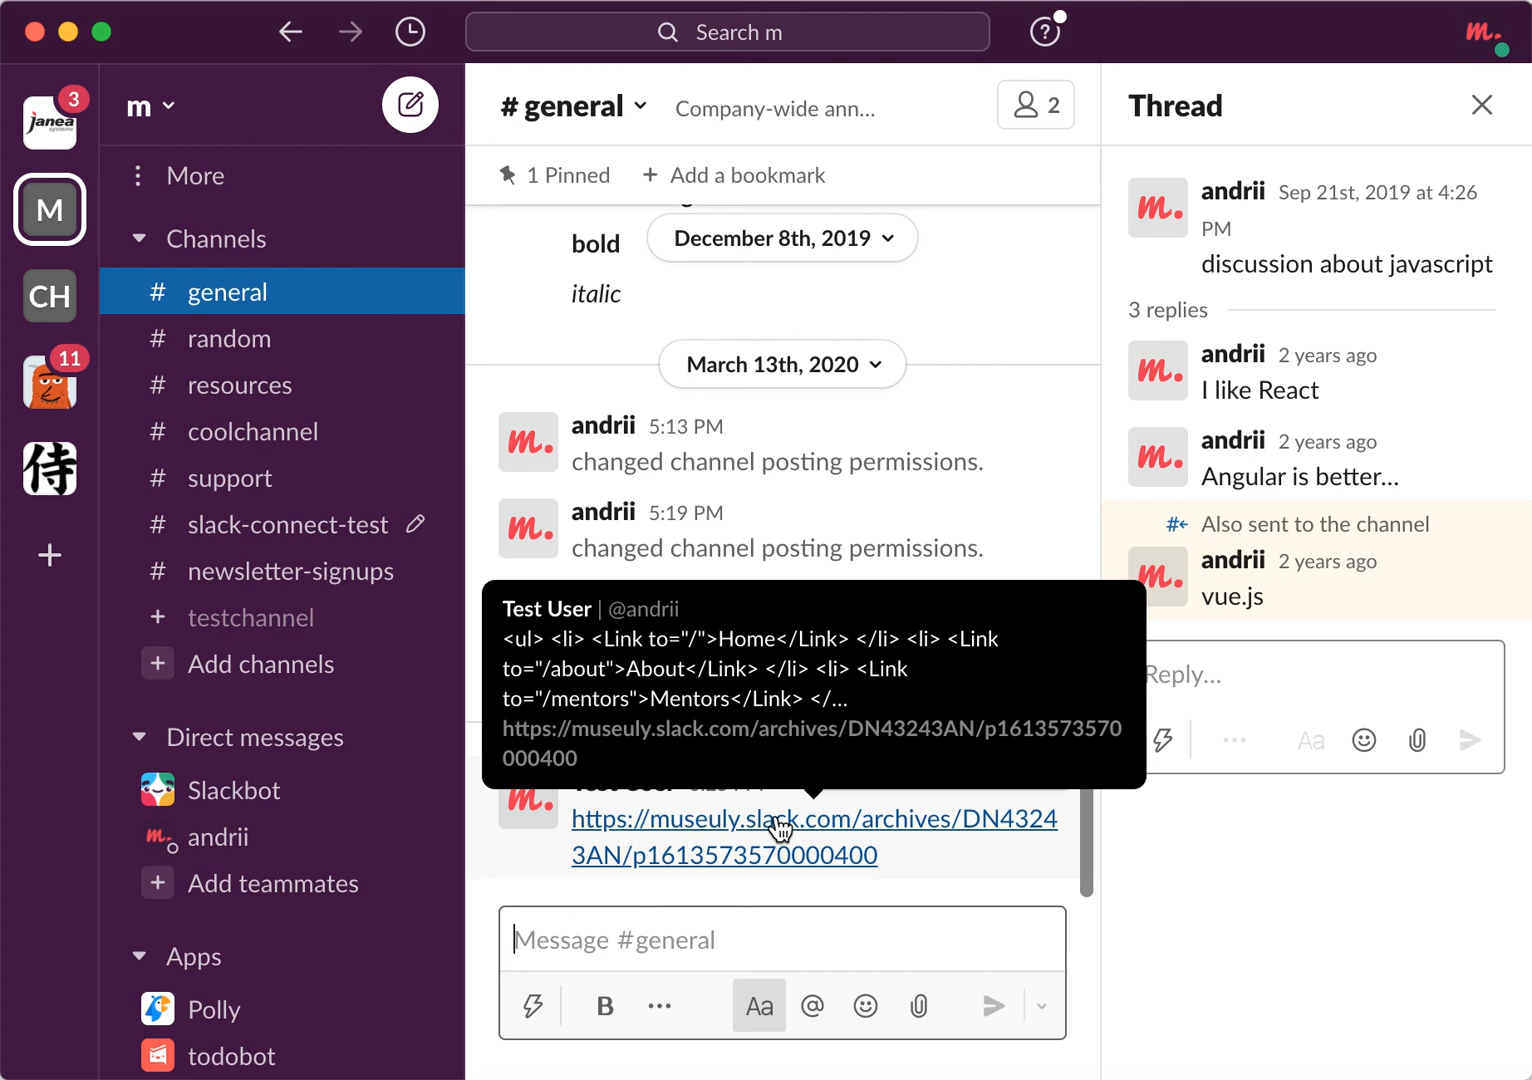 Search m
m.
3
janea
systems
M
CH
11
侍
m
More
Channels
# general
# random
# resources
# coolchannel
# support
# slack-connect-test
# newsletter-signups
+ testchannel
+ Add channels
Direct messages
Slackbot
m. andrii
+ Add teammates
Apps
Polly
todobot
# general
Company-wide ann...
2
1 Pinned
+ Add a bookmark
bold
December 8th, 2019
italic
March 13th, 2020
m.
andrii 5:13 PM
changed channel posting permissions.
m.
andrii 5:19 PM
changed channel posting permissions.
Test User | @andrii
<ul> <li> <Link to="/">Home</Link> </li> <li> <Link
to="/about">About</Link> </li> <li> <Link
to="/mentors">Mentors</Link> </...
https://museuly.slack.com/archives/DN43243AN/p1613573570
000400
m.
https://museuly.slack.com/archives/DN4324
3AN/p1613573570000400
Message #general
B ... Aa @
Thread
m.
andrii Sep 21st, 2019 at 4:26
PM
discussion about javascript
3 replies
m.
andrii 2 years ago
I like React
m.
andrii 2 years ago
Angular is better...
Also sent to the channel
m.
andrii 2 years ago
vue.js
Reply...
... Aa